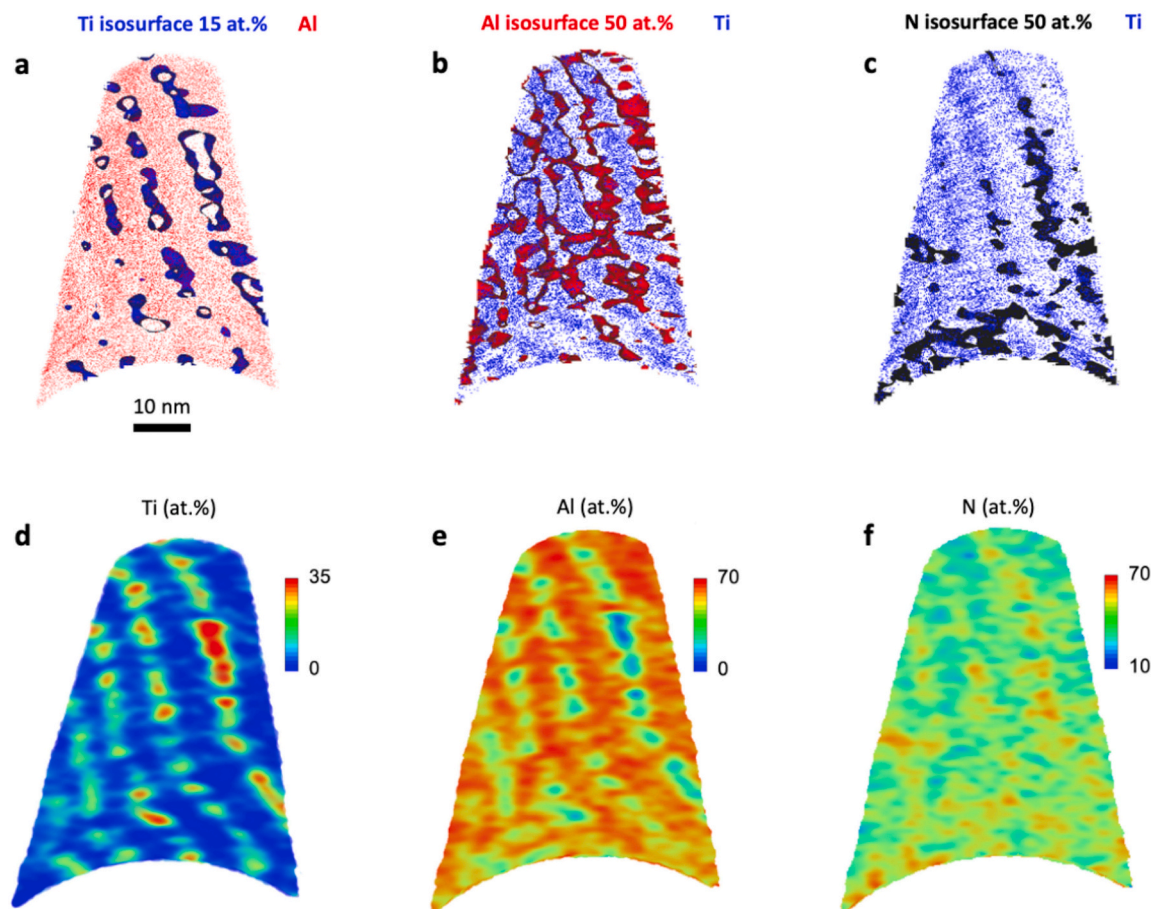 Ti isosurface 15 at.% Al
Al isosurface 50 at.% Ti
N isosurface 50 at.% Ti
a
b
c
10 nm
Ti (at.%)
Al (at.%)
N (at.%)
d
e
f
35
0
70
0
70
10